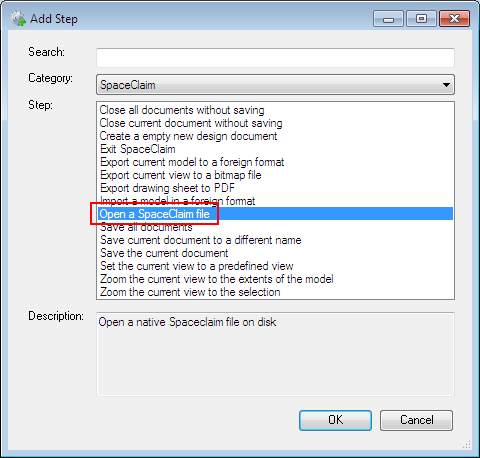 Add Step
Search:
Category:
SpaceClaim
Step:
Close all documents without saving
Close current document without saving
Create a empty new design document
Exit SpaceClaim
Export current model to a foreign format
Export current view to a bitmap file
Export drawing sheet to PDF
Import a model in a foreign format
Open a SpaceClaim file
Save all documents
Save current document to a different name
Save the current document
Set the current view to a predefined view
Zoom the current view to the extents of the model
Zoom the current view to the selection
Description:
Open a native Spaceclaim file on disk
OK
Cancel